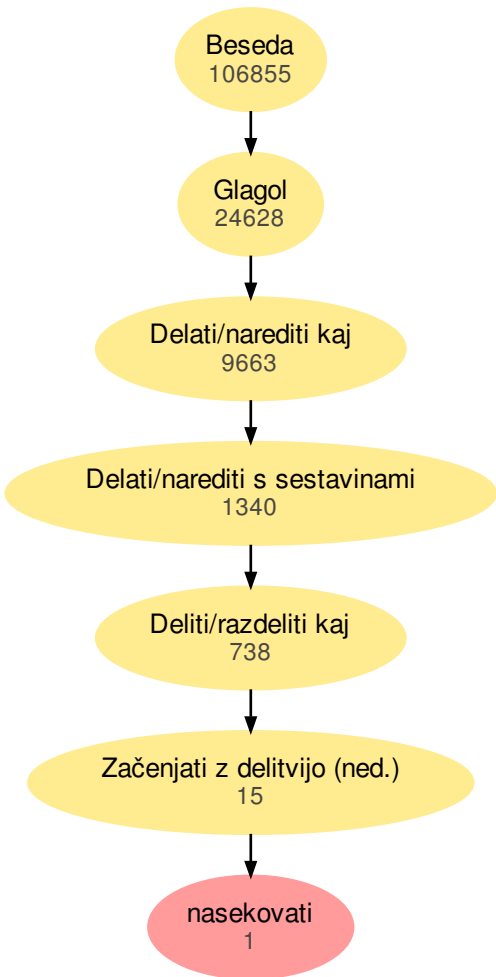 Beseda
106855
Glagol
24628
Delati/narediti kaj
9663
Delati/narediti s sestavinami
1340
Deliti/razdeliti kaj
738
Začenjati z delitvijo (ned.)
15
nasekovati
1